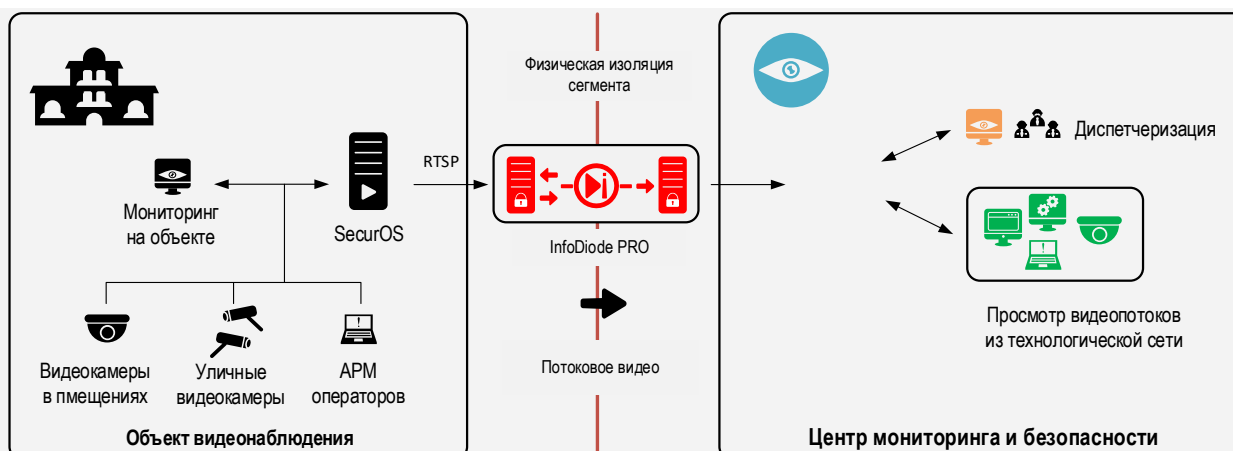 Физическая изоляция
сегмента
Диспетчеризация
RTSP
Мониторинг
на объекте
SecurOS
InfoDiode PRO
Просмотр видеопотоков
из технологической сети
Видеокамеры
в пмещениях
Уличные
видеокамеры
АРМ
операторов
Потоковое видео
Объект видеонаблюдения
Центр мониторинга и безопасности